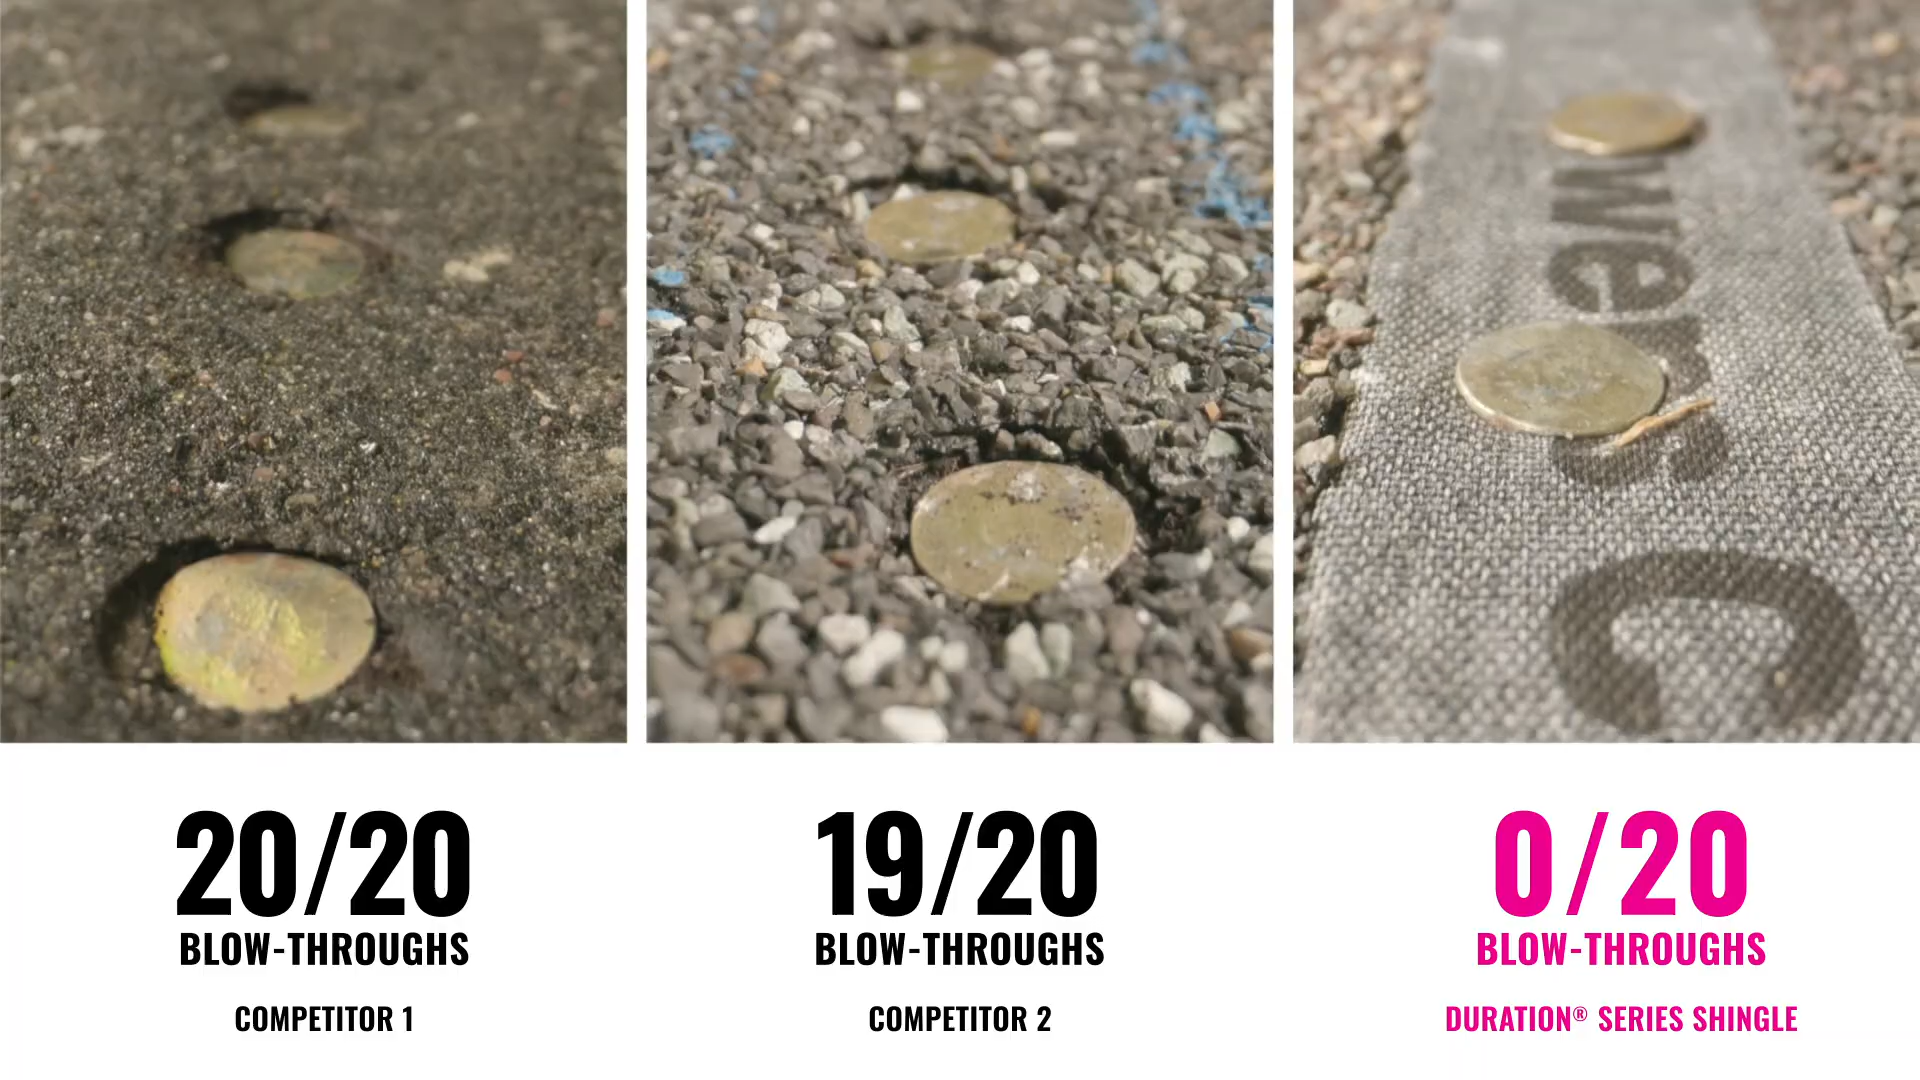 wens C
20/20
BLOW-THROUGHS
COMPETITOR 1
19/20
BLOW-THROUGHS
COMPETITOR 2
0/20
BLOW-THROUGHS
DURATION® SERIES SHINGLE